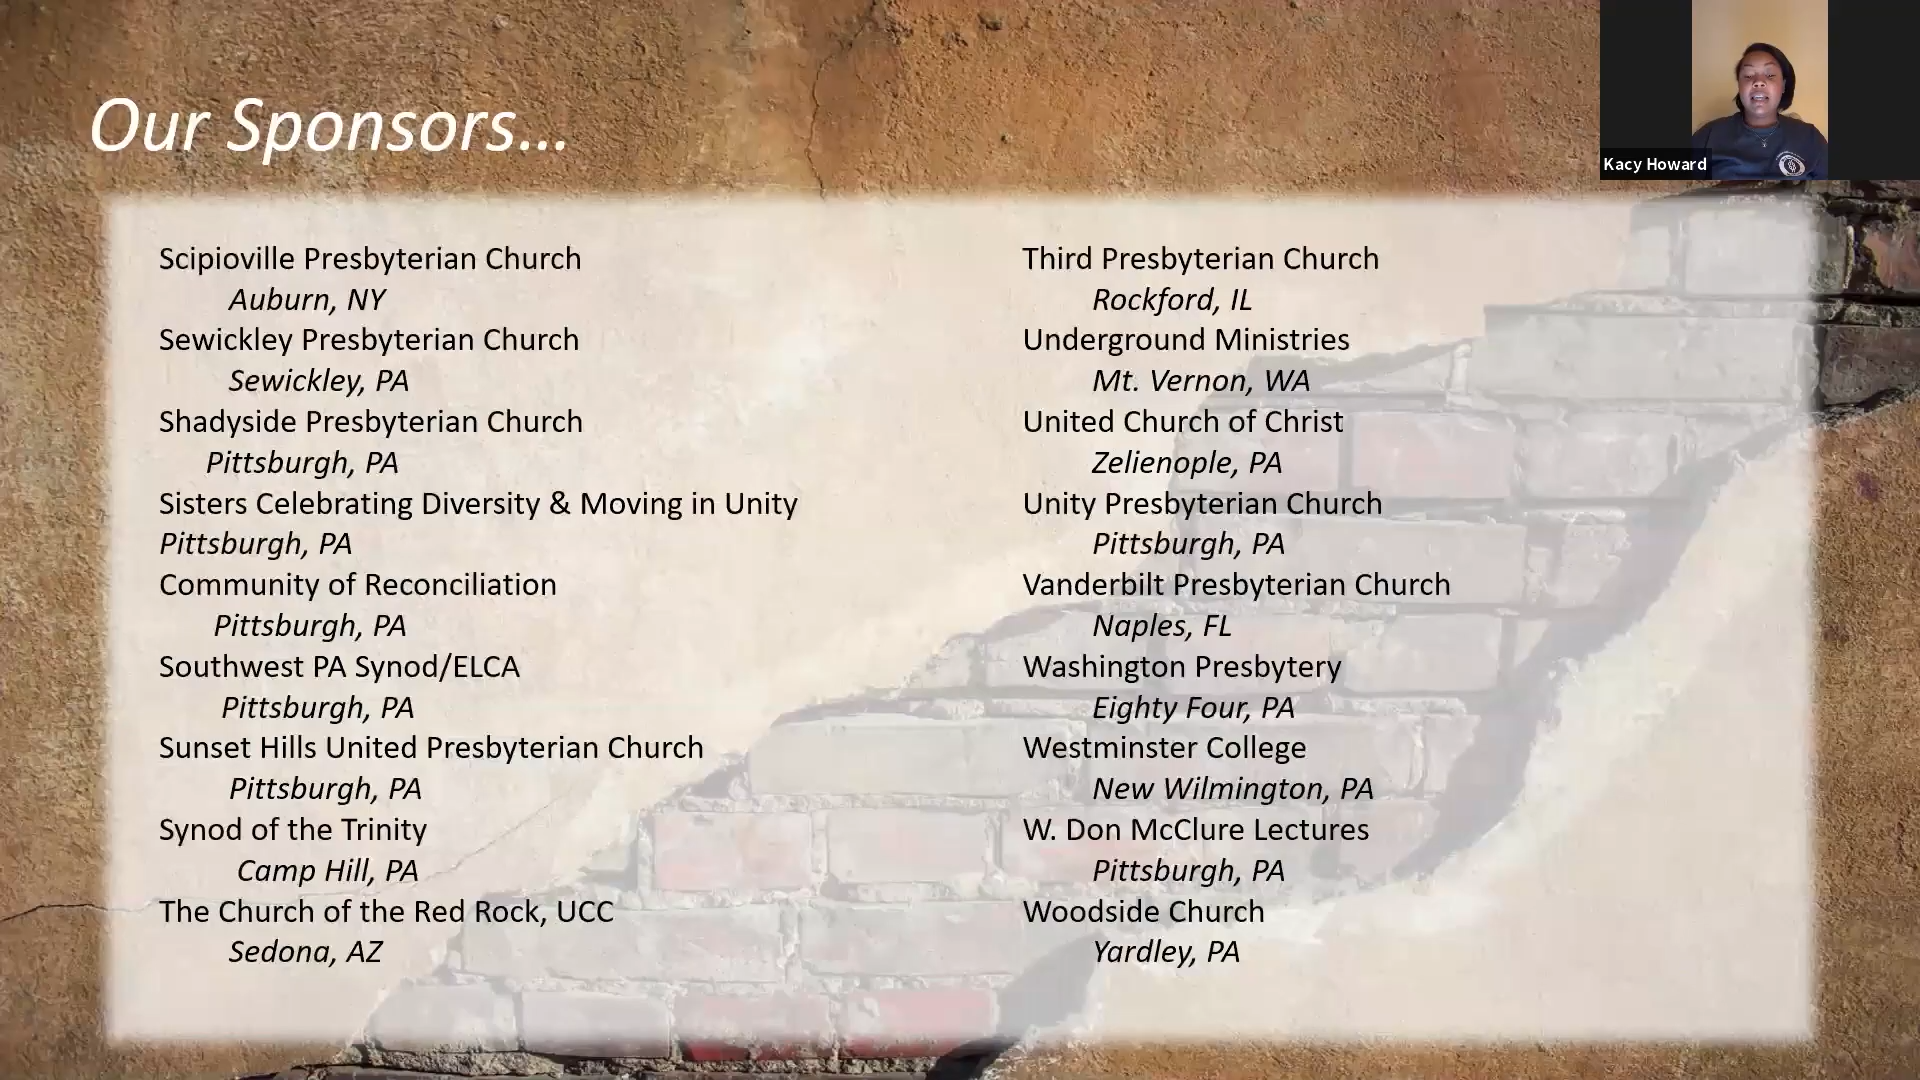 Our Sponsors...
Kacy Howard
Scipioville Presbyterian Church
Auburn, NY
Sewickley Presbyterian Church
Sewickley, PA
Shadyside Presbyterian Church
Pittsburgh, PA
Sisters Celebrating Diversity & Moving in Unity
Pittsburgh, PA
Community of Reconciliation
Pittsburgh, PA
Southwest PA Synod/ELCA
Pittsburgh, PA
Sunset Hills United Presbyterian Church
Pittsburgh, PA
Synod of the Trinity
Camp Hill, PA
The Church of the Red Rock, UCC
Sedona, AZ
Third Presbyterian Church
Rockford, IL
Underground Ministries
Mt. Vernon, WA
United Church of Christ
Zelienople, PA
Unity Presbyterian Church
Pittsburgh, PA
Vanderbilt Presbyterian Church
Naples, FL
Washington Presbytery
Eighty Four, PA
Westminster College
New Wilmington, PA
W. Don McClure Lectures
Pittsburgh, PA
Woodside Church
Yardley, PA